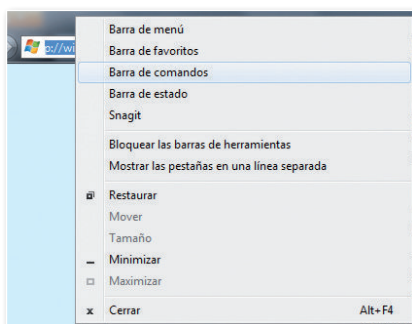 p://wi
Barra de menú
Barra de favoritos
Barra de comandos
Barra de estado
Snagit
Bloquear las barras de herramientas
Mostrar las pestañas en una línea separada
Restaurar
Mover
Tamaño
Minimizar
Maximizar
Cerrar Alt+F4